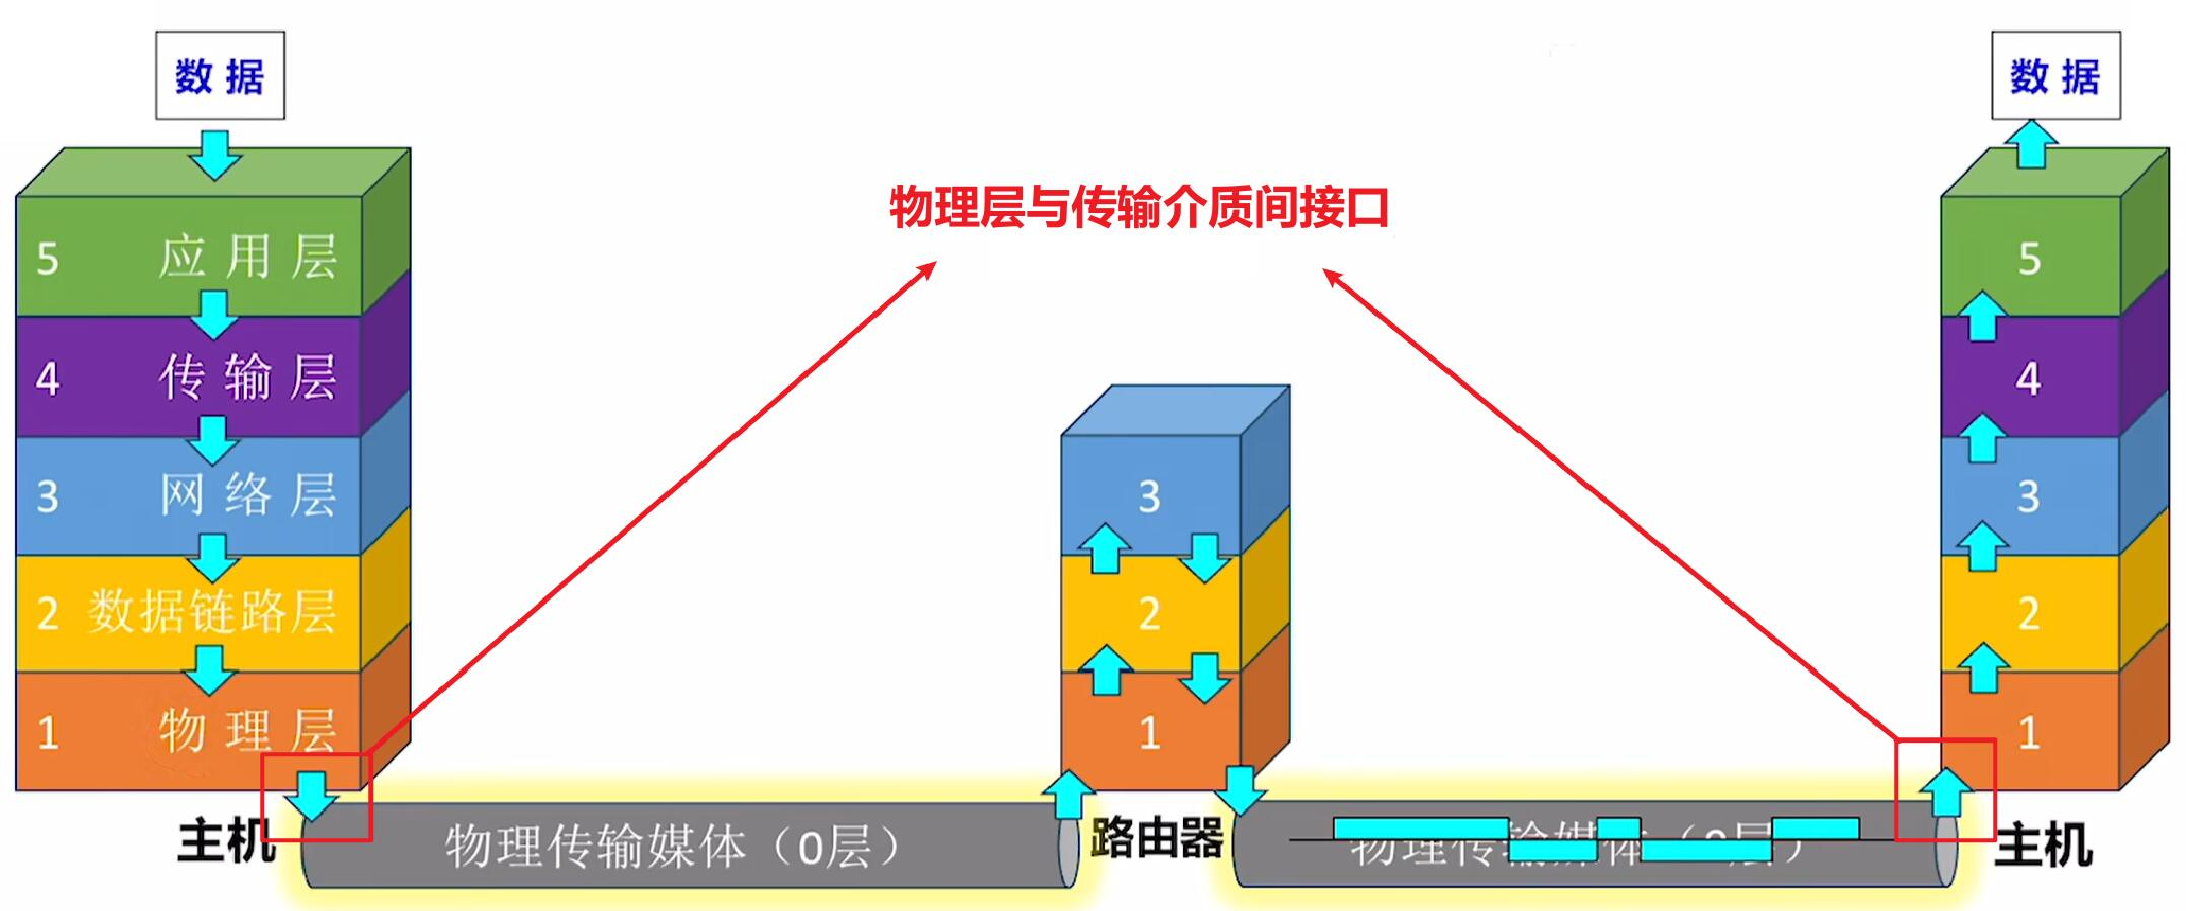 数据
数据
物理层与传输介质间接口
5 应用层
4 传输层
3 网络层
2 数据链路层
1 物理层
3
2
1
5
4
3
2
1
主机
物理传输媒体（0层）
路由器
物理传输媒体（0层）
主机